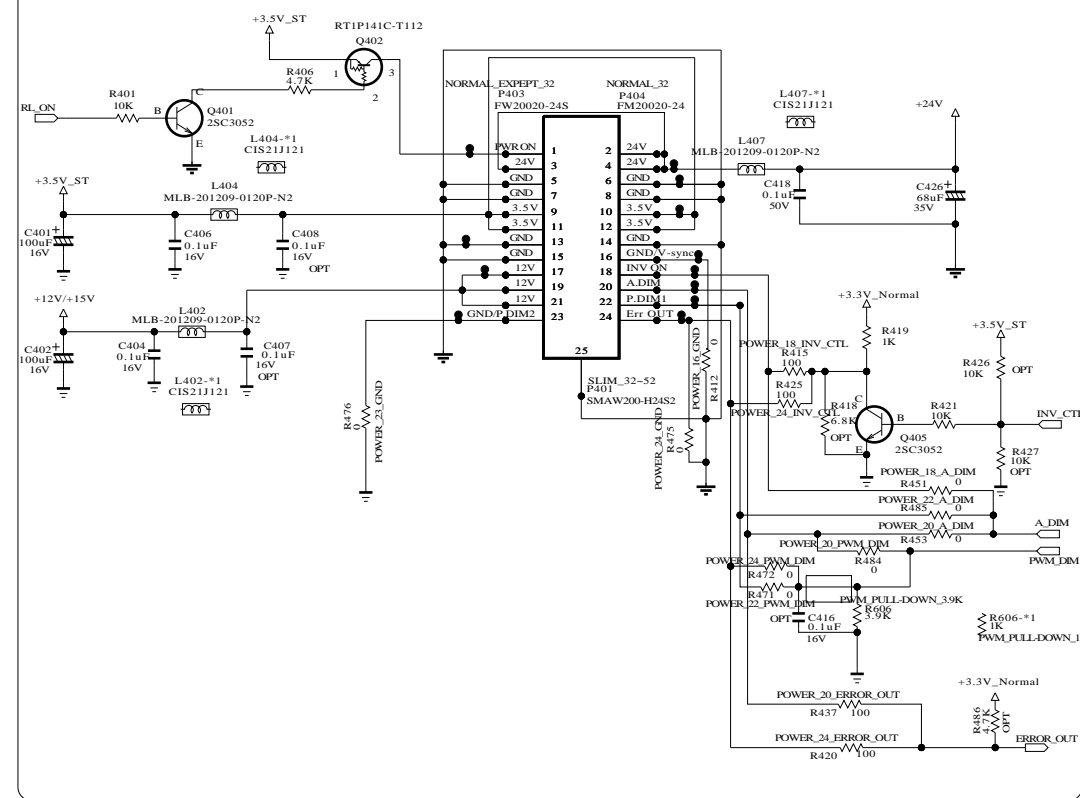 +3.5V_ST
RT1P141C-T112
Q402
1
3
2
R406
4.7K
R401
10K
RL_ON
B
C
E
Q401
2SC3052
L404-*1
CIS21J121
+3.5V_ST
L404
MLB-201209-0120P-N2
C401
100uF
16V
C406
0.1uF
16V
C408
0.1uF
16V
OPT
+12V/+15V
L402
MLB-201209-0120P-N2
C402
100uF
16V
C404
0.1uF
16V
C407
0.1uF
16V
OPT
L402-*1
CIS21J121
NORMAL_EXPEPT_32
P403
FW20020-24S
NORMAL_32
P404
FM20020-24
PWR ON
1
2
24V
24V
3
4
24V
GND
5
6
GND
GND
7
8
GND
3.5V
9
10
3.5V
3.5V
11
12
3.5V
GND
13
14
GND
GND
15
16
GND/V-sync
12V
17
18
INV ON
12V
19
20
A.DIM
12V
21
22
P.DIM1
GND/P.DIM2
23
24
Err OUT
25
SLIM_32~52
P401
SMAW200-H24S2
R476
0
POWER_23_GND
POWER_24_GND
R475
0
POWER_16_GND
R412
0
L407-*1
CIS21J121
L407
MLB-201209-0120P-N2
+24V
C418
0.1uF
50V
C426
68uF
35V
+3.3V_Normal
R419
1K
POWER_18_INV_CTL
R415
100
R425
100
POWER_24_INV_CTL
R418
6.8K
OPT
C
B
E
Q405
2SC3052
R421
10K
+3.5V_ST
R426
10K
OPT
INV_CTL
R427
10K
OPT
POWER_18_A_DIM
R451
0
POWER_22_A_DIM
R485
0
POWER_20_A_DIM
R453
0
A_DIM
POWER_20_PWM_DIM
R484
0
PWM_DIM
POWER_24_PWM_DIM
R472
0
R471
0
POWER_22_PWM_DIM
OPT
C416
0.1uF
16V
PWM_PULL-DOWN_3.9K
R606
3.9K
R606-*1
1K
PWM_PULL-DOWN_1
+3.3V_Normal
R486
4.7K
OPT
POWER_20_ERROR_OUT
R437
100
POWER_24_ERROR_OUT
R420
100
ERROR_OUT